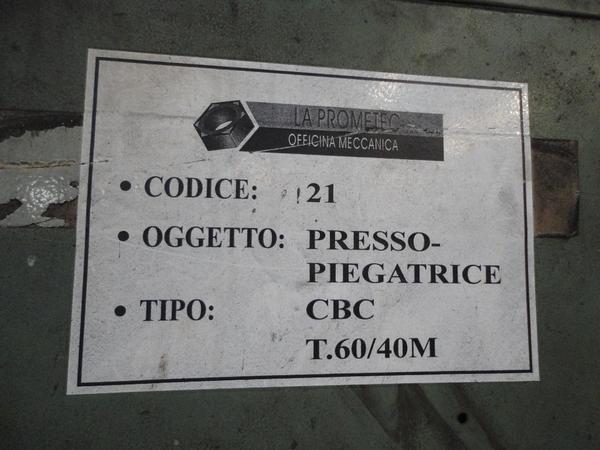 LA PROMETEC
OFFICINA MECCANICA
• CODICE: 21
• OGGETTO: PRESSO-
PIEGATRICE
• TIPO: CBC
T.60/40M